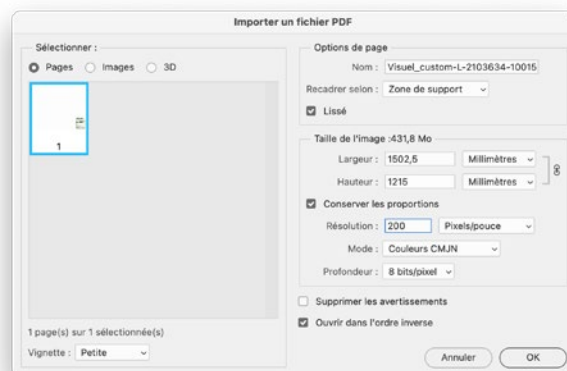 Importer un fichier PDF
Sélectionner :
Pages Images 3D
1
1 page(s) sur 1 sélectionnée(s)
Vignette : Petite
Options de page
Nom : Visuel_custom-L-2103634-10015
Recadrer selon : Zone de support
Lissé
Taille de l'image :431,8 Mo
Largeur : 1502,5 Millimètres
Hauteur : 1215 Millimètres
Conserver les proportions
Résolution : 200 Pixels/pouce
Mode : Couleurs CMJN
Profondeur : 8 bits/pixel
Supprimer les avertissements
Ouvrir dans l'ordre inverse
Annuler OK